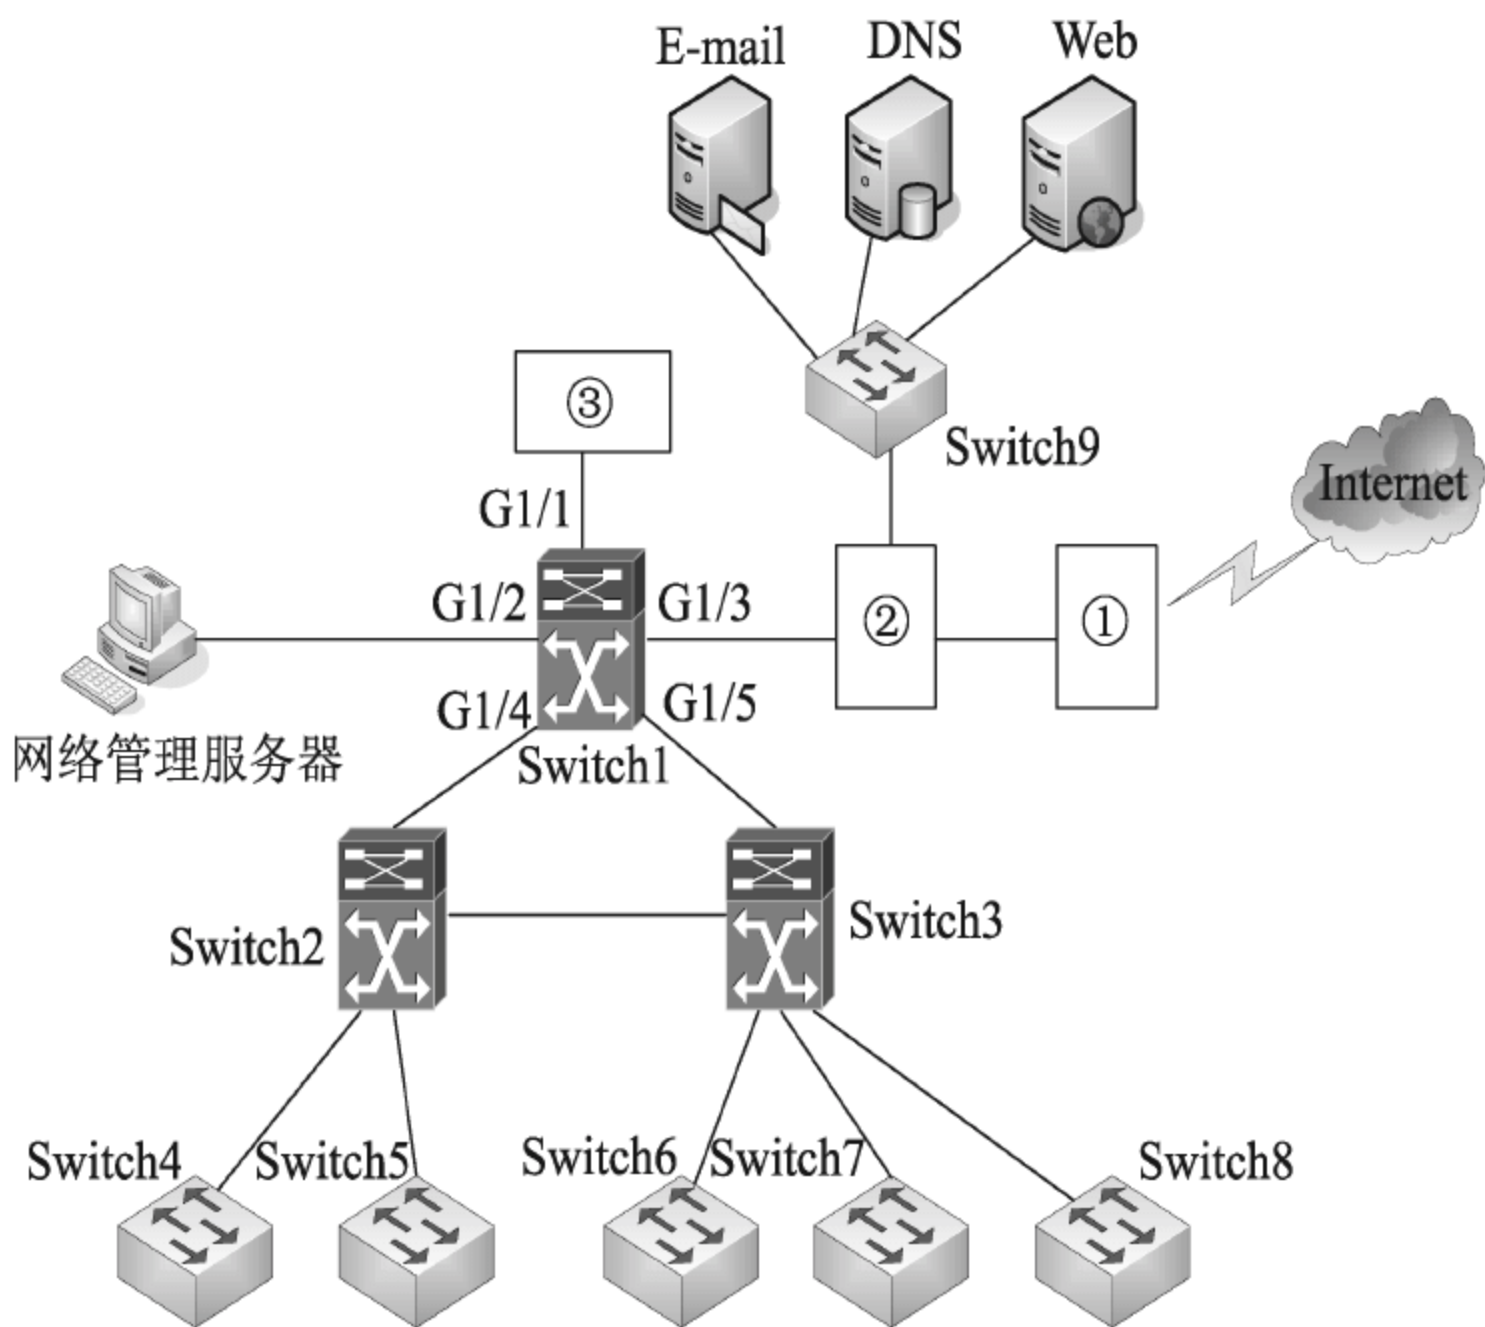 E-mail
DNS
Web
③
Switch9
Internet
G1/1
G1/2
G1/3
②
①
G1/4
G1/5
网络管理服务器
Switch1
Switch2
Switch3
Switch4
Switch5
Switch6
Switch7
Switch8